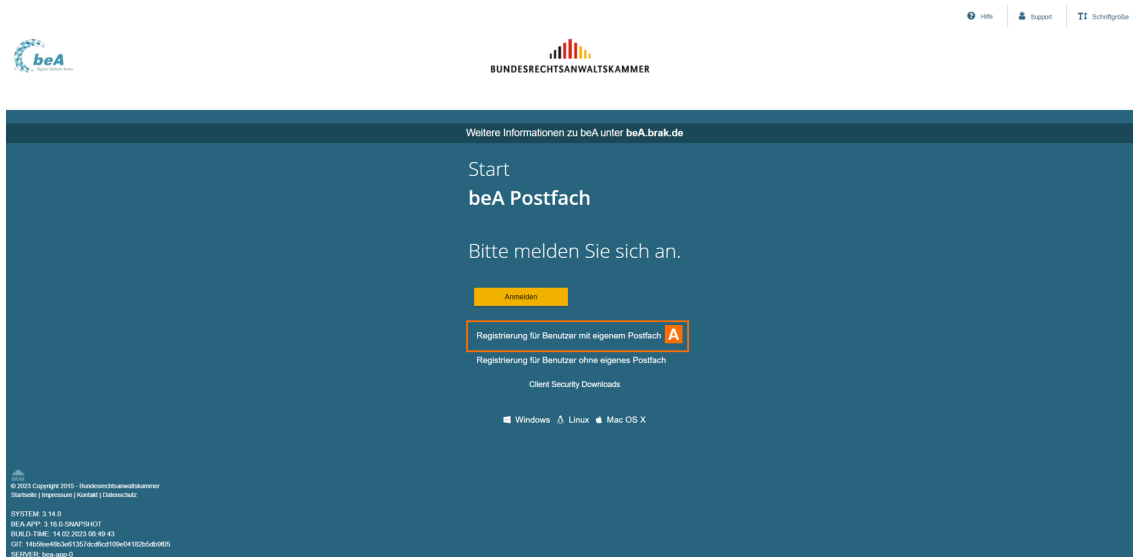 Hilfe
Support
Schriftgröße
beA
BUNDESRECHTSANWALTSKAMMER
Weitere Informationen zu beA unter beA.brak.de
Start
beA Postfach
Bitte melden Sie sich an.
Anmelden
Registrierung für Benutzer mit eigenem Postfach A
Registrierung für Benutzer ohne eigenes Postfach
Client Security Downloads
Windows Linux Mac OS X
BRAK
© 2023 Copyright 2015 - Bundesrechtsanwaltskammer
Startseite | Impressum | Kontakt | Datenschutz
SYSTEM: 3.14.0
BEA-APP: 3.16.0-SNAPSHOT
BUILD-TIME: 14.02.2023 08:49:43
SERVER: bea-app-0